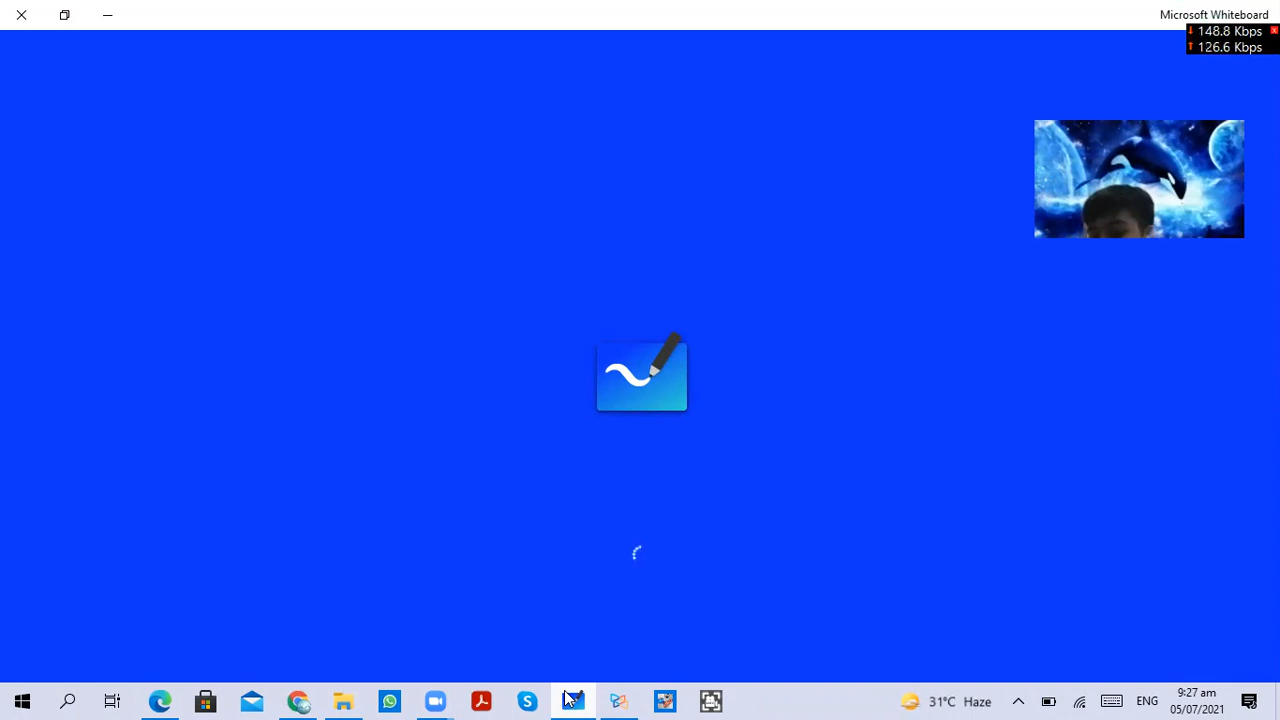 Microsoft Whiteboard
148.8 Kbps
126.6 Kbps
31°C Haze
ENG
9:27 am
05/07/2021